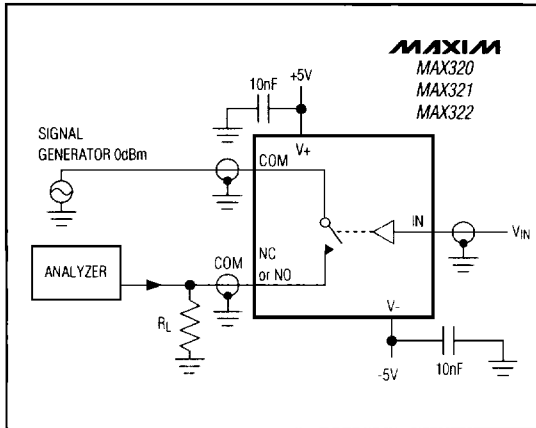 MAXIM
MAX320
MAX321
MAX322
10nF
+5V
SIGNAL
GENERATOR 0dBm
COM
V+
IN
VIN
ANALYZER
COM
NC
or NO
RL
V-
-5V
10nF